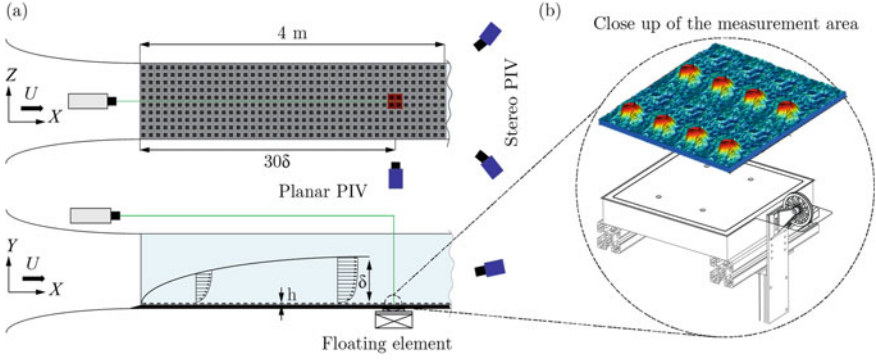 (a)
4 m
Z
U
X
30δ
Planar PIV
Stereo PIV
Y
U
X
δ
h
Floating element
(b)
Close up of the measurement area